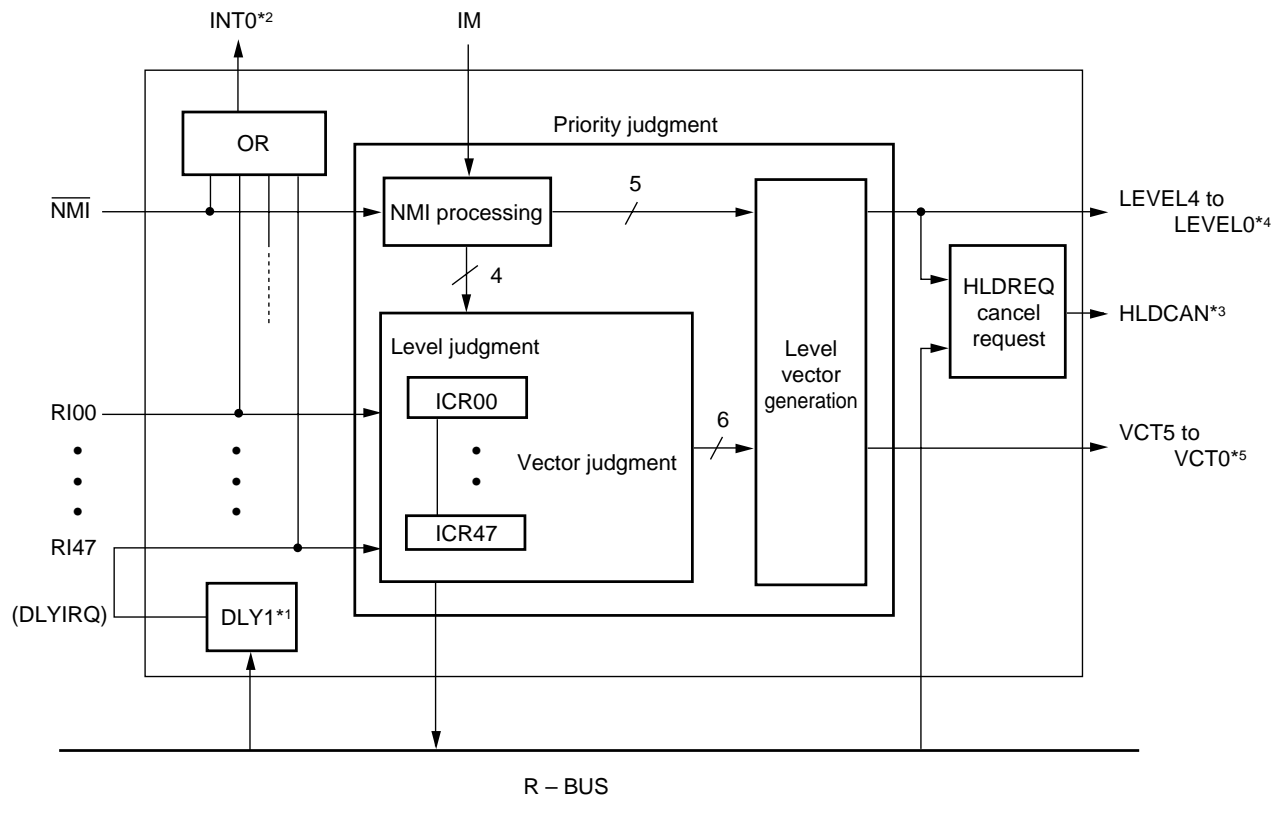 INT0*2
IM
OR
Priority judgment
NMI
NMI processing
5
LEVEL4 to
LEVEL0*4
4
HLDREQ
cancel
request
HLDCAN*3
Level judgment
Level
vector
generation
ICR00
RI00
6
VCT5 to
VCT0*5
Vector judgment
ICR47
RI47
(DLYIRQ)
DLY1*1
R – BUS